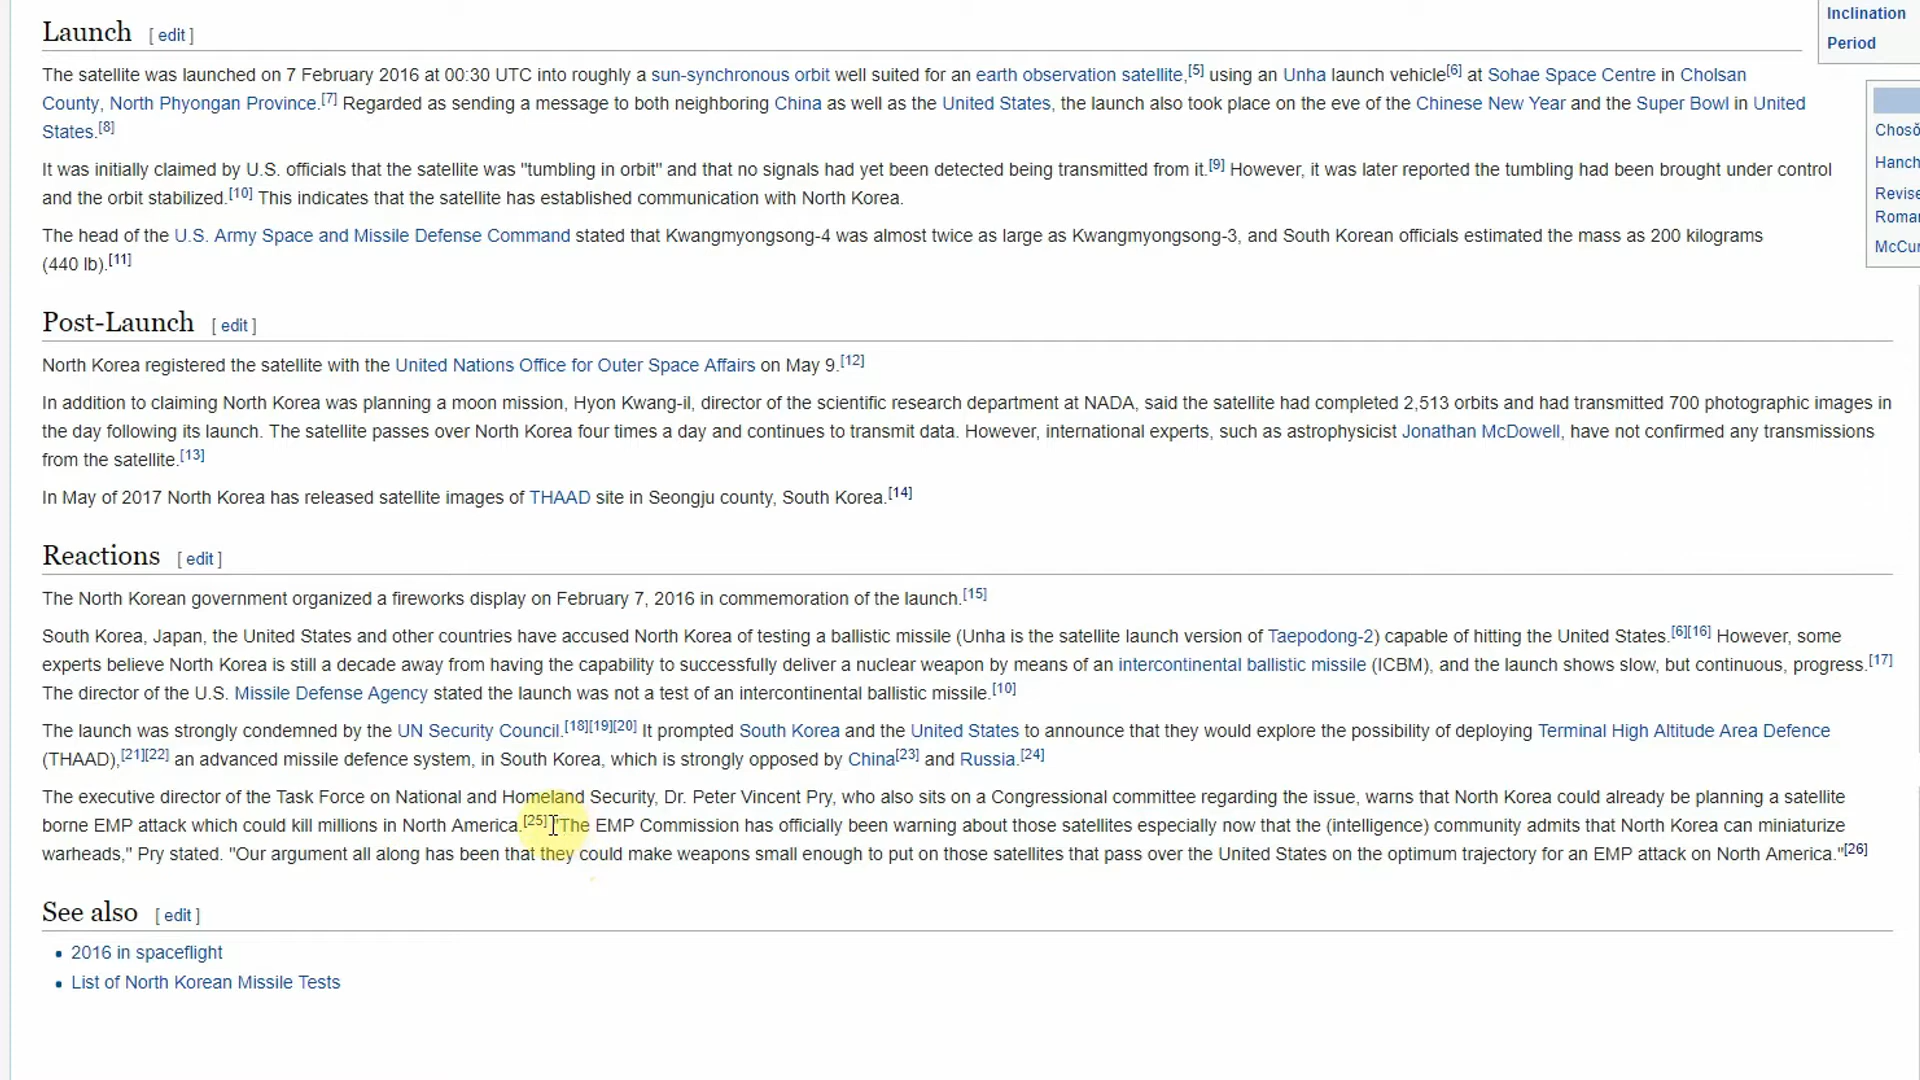 Launch [ edit ]
The satellite was launched on 7 February 2016 at 00:30 UTC into roughly a sun-synchronous orbit well suited for an earth observation satellite,[5] using an Unha launch vehicle[6] at Sohae Space Centre in Cholsan
County, North Phyongan Province.[7] Regarded as sending a message to both neighboring China as well as the United States, the launch also took place on the eve of the Chinese New Year and the Super Bowl in United
States.[8]
It was initially claimed by U.S. officials that the satellite was "tumbling in orbit" and that no signals had yet been detected being transmitted from it.[9] However, it was later reported the tumbling had been brought under control
and the orbit stabilized.[10] This indicates that the satellite has established communication with North Korea.
The head of the U.S. Army Space and Missile Defense Command stated that Kwangmyongsong-4 was almost twice as large as Kwangmyongsong-3, and South Korean officials estimated the mass as 200 kilograms
(440 lb).[11]
Post-Launch [ edit ]
North Korea registered the satellite with the United Nations Office for Outer Space Affairs on May 9.[12]
In addition to claiming North Korea was planning a moon mission, Hyon Kwang-il, director of the scientific research department at NADA, said the satellite had completed 2,513 orbits and had transmitted 700 photographic images in
the day following its launch. The satellite passes over North Korea four times a day and continues to transmit data. However, international experts, such as astrophysicist Jonathan McDowell, have not confirmed any transmissions
from the satellite.[13]
In May of 2017 North Korea has released satellite images of THAAD site in Seongju county, South Korea.[14]
Reactions [ edit ]
The North Korean government organized a fireworks display on February 7, 2016 in commemoration of the launch.[15]
South Korea, Japan, the United States and other countries have accused North Korea of testing a ballistic missile (Unha is the satellite launch version of Taepodong-2) capable of hitting the United States.[6][16] However, some
experts believe North Korea is still a decade away from having the capability to successfully deliver a nuclear weapon by means of an intercontinental ballistic missile (ICBM), and the launch shows slow, but continuous, progress.[17]
The director of the U.S. Missile Defense Agency stated the launch was not a test of an intercontinental ballistic missile.[10]
The launch was strongly condemned by the UN Security Council.[18][19][20] It prompted South Korea and the United States to announce that they would explore the possibility of deploying Terminal High Altitude Area Defence
(THAAD),[21][22] an advanced missile defence system, in South Korea, which is strongly opposed by China[23] and Russia.[24]
The executive director of the Task Force on National and Homeland Security, Dr. Peter Vincent Pry, who also sits on a Congressional committee regarding the issue, warns that North Korea could already be planning a satellite
borne EMP attack which could kill millions in North America.[25] "The EMP Commission has officially been warning about those satellites especially now that the (intelligence) community admits that North Korea can miniaturize
warheads," Pry stated. "Our argument all along has been that they could make weapons small enough to put on those satellites that pass over the United States on the optimum trajectory for an EMP attack on North America."[26]
See also [ edit ]
• 2016 in spaceflight
• List of North Korean Missile Tests
Inclination
Period
Chosŏ
Hanch
Revise
Roman
McCun